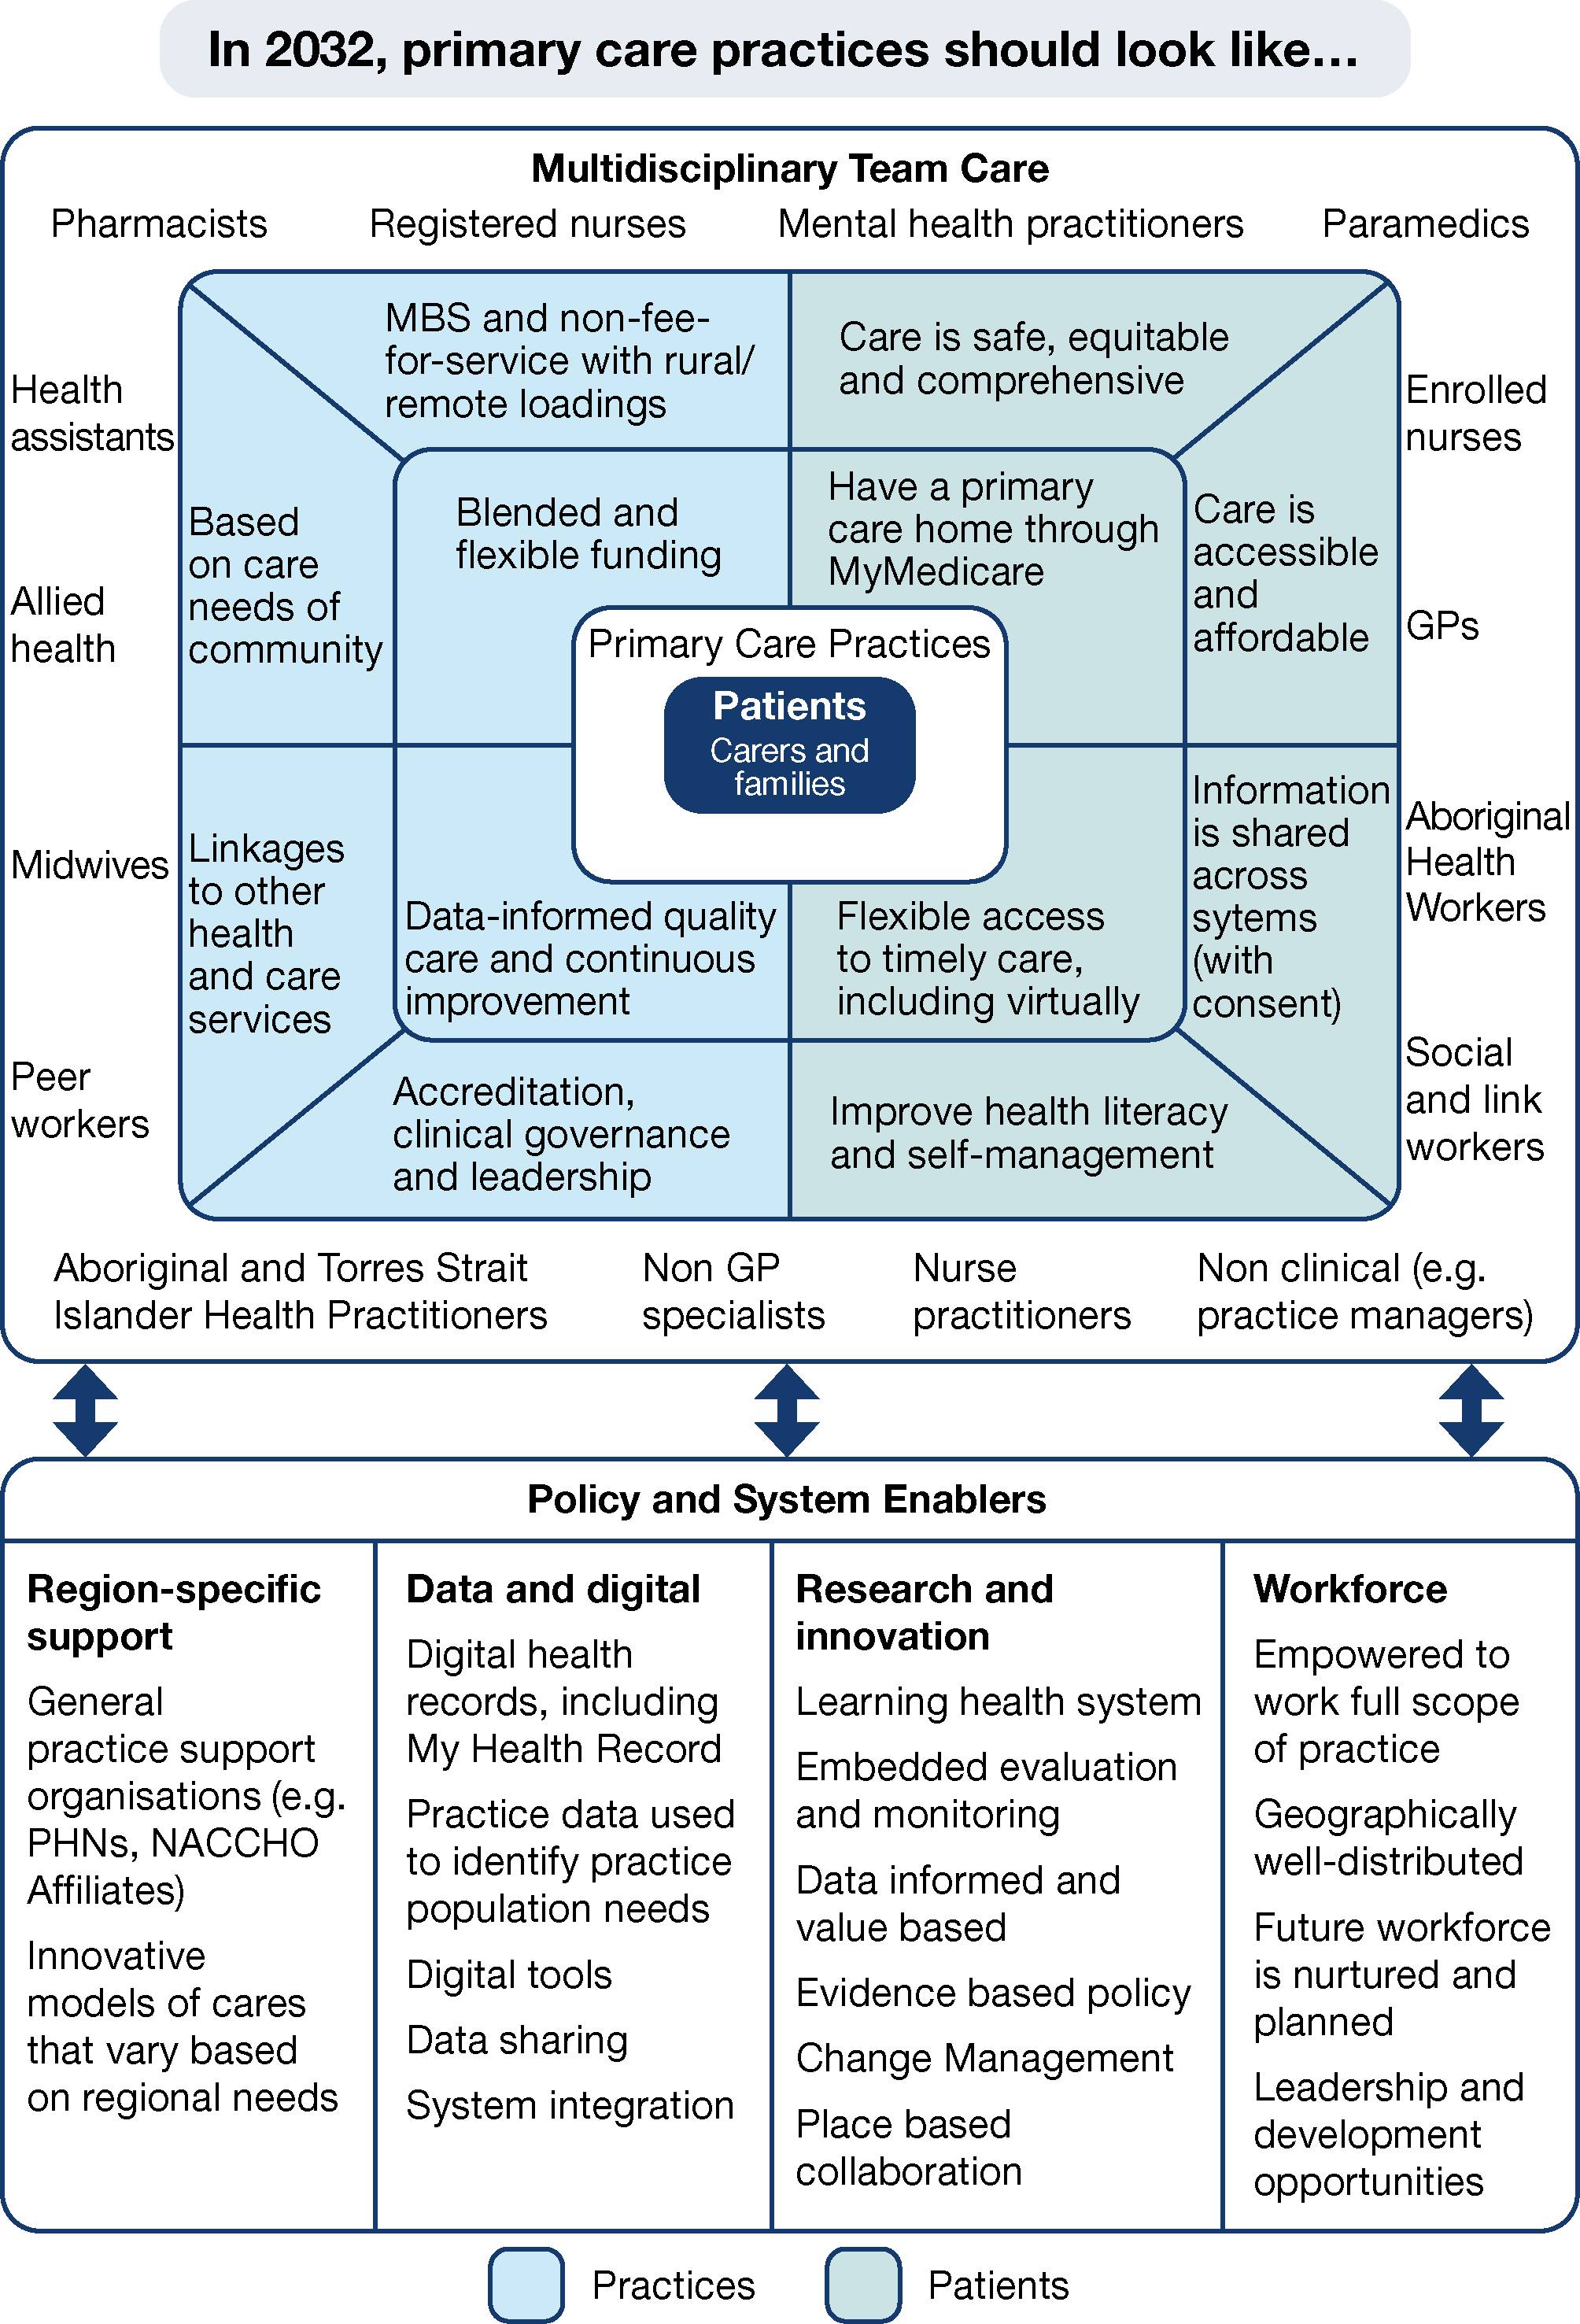 In 2032, primary care practices should look like...
Multidisciplinary Team Care
Pharmacists
Registered nurses
Mental health practitioners
Paramedics
Health
assistants
Allied
health
Midwives
Peer
workers
MBS and non-fee-
for-service with rural/
remote loadings
Care is safe, equitable
and comprehensive
Based
on care
needs of
community
Blended and
flexible funding
Have a primary
care home through
MyMedicare
Care is
accessible
and
affordable
Primary Care Practices
Patients
Carers and
families
Linkages
to other
health
and care
services
Data-informed quality
care and continuous
improvement
Flexible access
to timely care,
including virtually
Information
is shared
across
sytems
(with
consent)
Accreditation,
clinical governance
and leadership
Improve health literacy
and self-management
Enrolled
nurses
GPs
Aboriginal
Health
Workers
Social
and link
workers
Aboriginal and Torres Strait
Islander Health Practitioners
Non GP
specialists
Nurse
practitioners
Non clinical (e.g.
practice managers)
Policy and System Enablers
Region-specific
support
General
practice support
organisations (e.g.
PHNs, NACCHO
Affiliates)
Innovative
models of cares
that vary based
on regional needs
Data and digital
Digital health
records, including
My Health Record
Practice data used
to identify practice
population needs
Digital tools
Data sharing
System integration
Research and
innovation
Learning health system
Embedded evaluation
and monitoring
Data informed and
value based
Evidence based policy
Change Management
Place based
collaboration
Workforce
Empowered to
work full scope
of practice
Geographically
well-distributed
Future workforce
is nurtured and
planned
Leadership and
development
opportunities
Practices
Patients